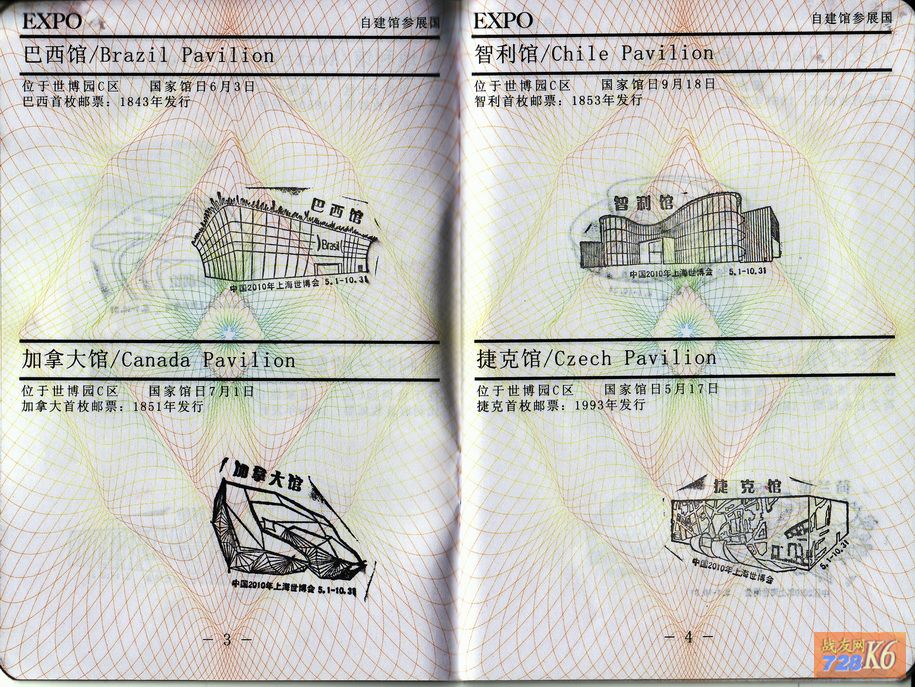 EXPO 自建馆参展国
巴西馆/Brazil Pavilion
位于世博园C区 国家馆日6月3日
巴西首枚邮票：1843年发行
巴西馆
Brasil
中国2010年上海世博会 5.1-10.31
加拿大馆/Canada Pavilion
位于世博园C区 国家馆日7月1日
加拿大首枚邮票：1851年发行
加拿大馆
中国2010年上海世博会 5.1-10.31
— 3 —
EXPO 自建馆参展国
智利馆/Chile Pavilion
位于世博园C区 国家馆日9月18日
智利首枚邮票：1853年发行
智利馆
中国2010年上海世博会 5.1-10.31
捷克馆/Czech Pavilion
位于世博园C区 国家馆日5月17日
捷克首枚邮票：1993年发行
捷克馆
中国2010年上海世博会 5.1-10.31
— 4 —
战友网
728 K6